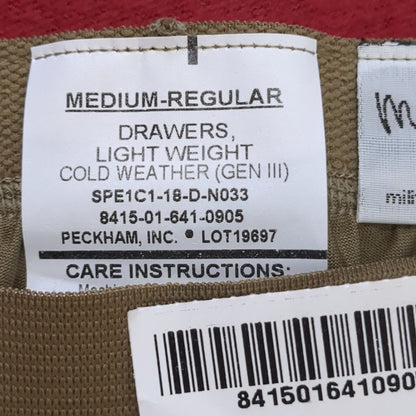 MEDIUM-REGULAR
DRAWERS,
LIGHT WEIGHT
COLD WEATHER (GEN III)
SPE1C1-18-D-N033
8415-01-641-0905
PECKHAM, INC. * LOT19697
CARE INSTRUCTIONS:
841501641090